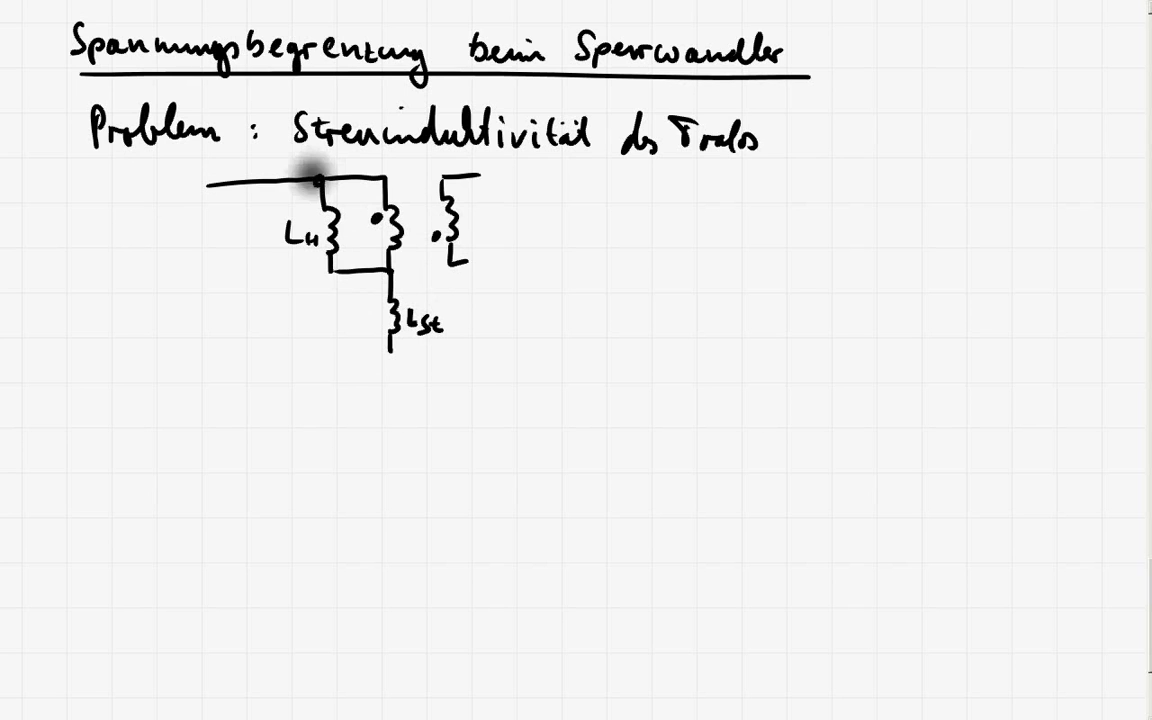 Spannungsbegrenzung beim Sperrwandler
Problem : Streuinduktivität des Trafos
LH
LSt